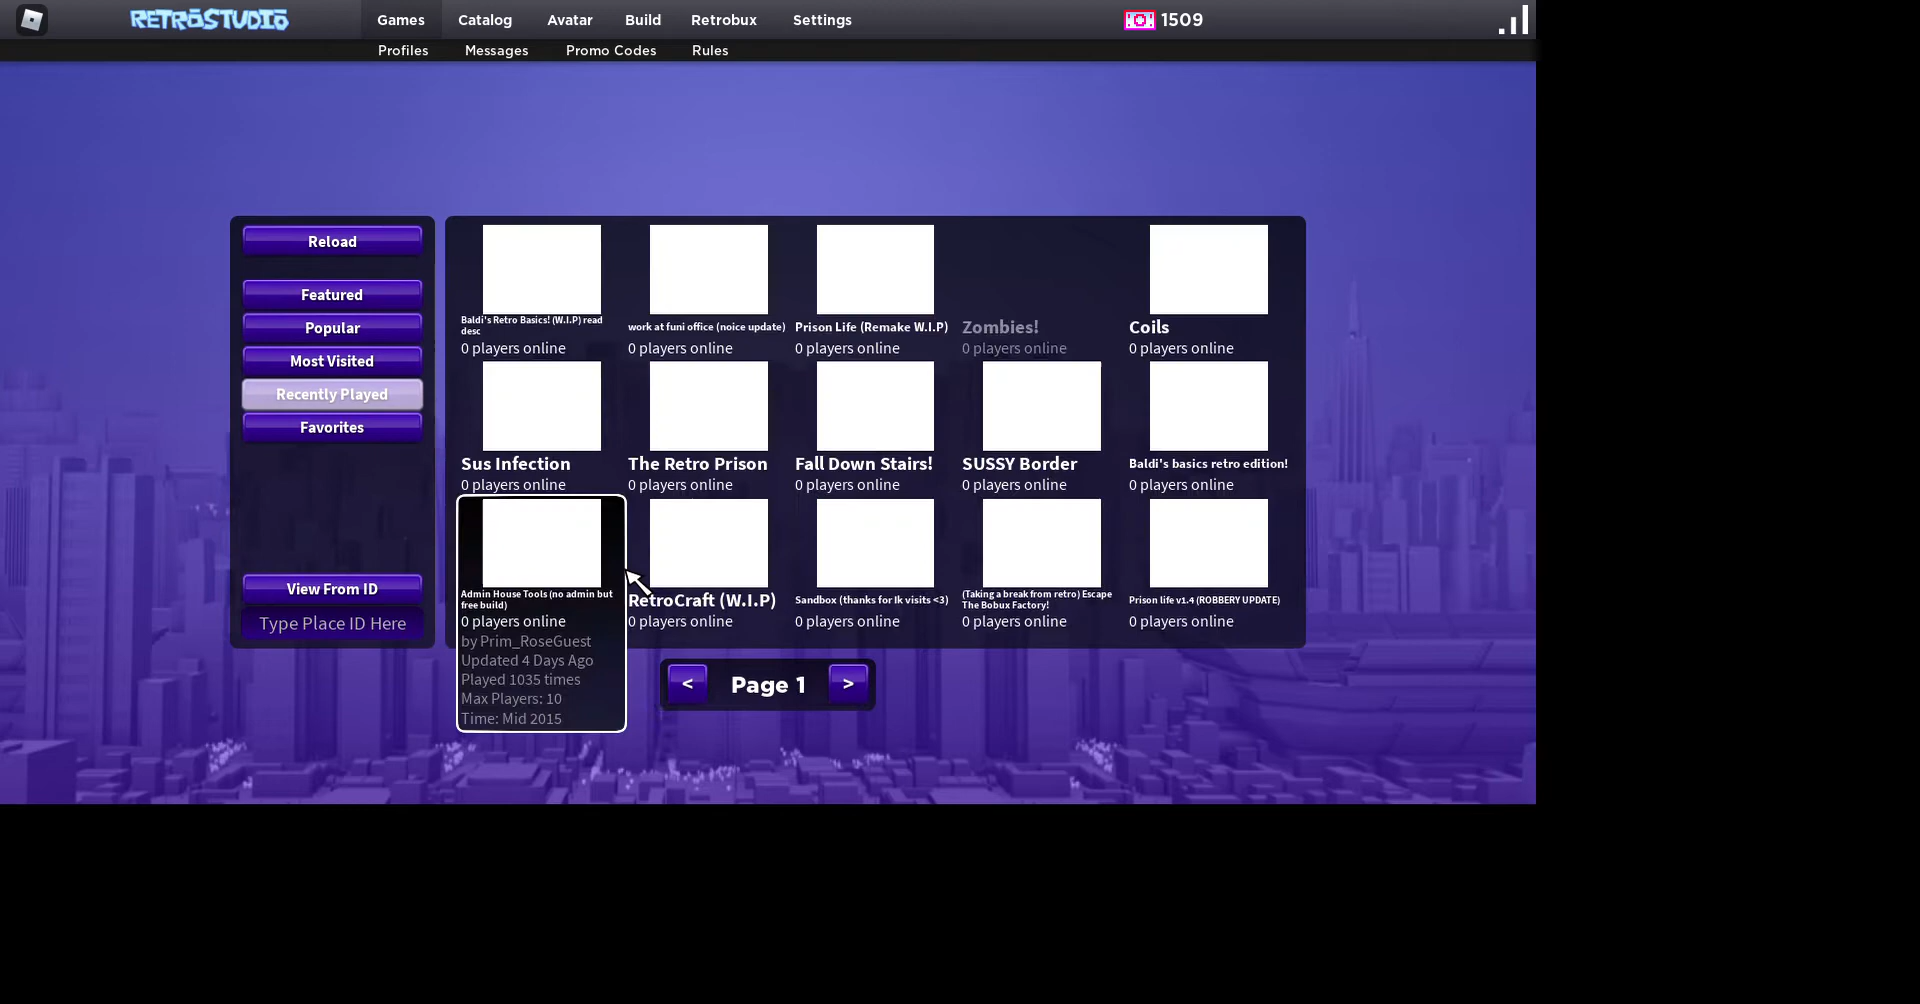 RETROSTUDIO
Games Catalog Avatar Build Retrobux Settings
1509
Profiles Messages Promo Codes Rules
Reload
Featured
Popular
Most Visited
Recently Played
Favorites
View From ID
Type Place ID Here
Baldi's Retro Basics! (W.I.P) read
desc
0 players online
work at funi office (noice update)
0 players online
Prison Life (Remake W.I.P)
0 players online
Zombies!
0 players online
Coils
0 players online
Sus Infection
0 players online
The Retro Prison
0 players online
Fall Down Stairs!
0 players online
SUSSY Border
0 players online
Baldi's basics retro edition!
0 players online
Admin House Tools (no admin but
free build)
0 players online
by Prim_RoseGuest
Updated 4 Days Ago
Played 1035 times
Max Players: 10
Time: Mid 2015
RetroCraft (W.I.P)
0 players online
Sandbox (thanks for 1k visits <3)
0 players online
(Taking a break from retro) Escape
The Bobux Factory!
0 players online
Prison life v1.4 (ROBBERY UPDATE)
0 players online
< Page 1 >